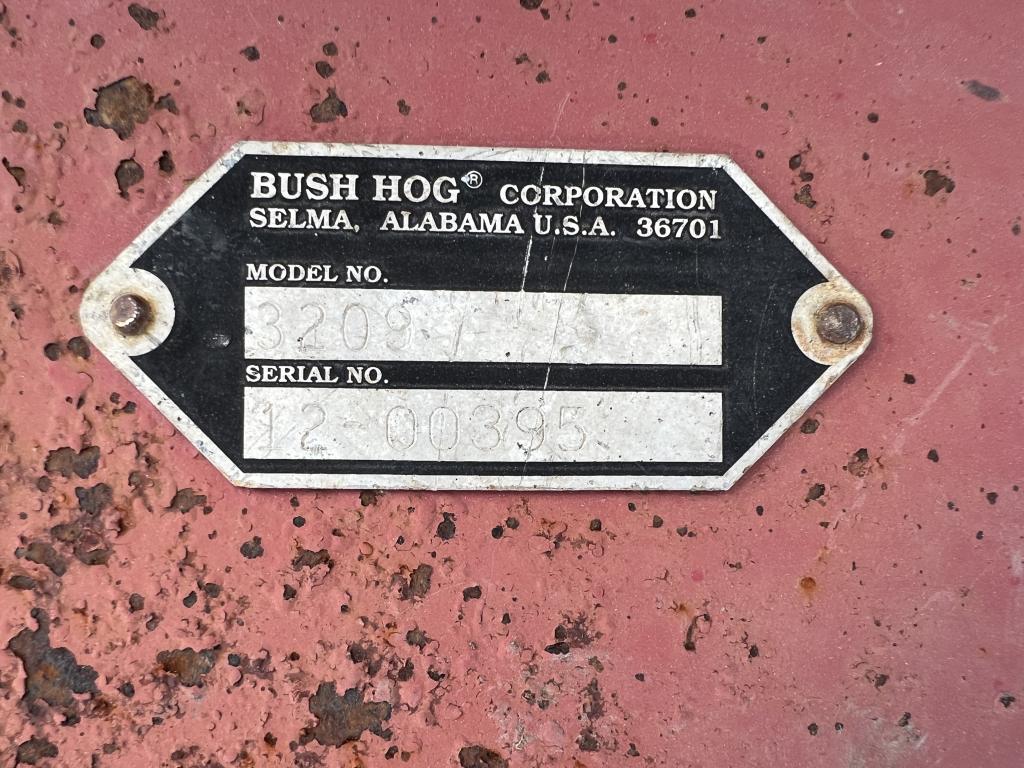 BUSH HOG® CORPORATION
SELMA, ALABAMA U.S.A. 36701
MODEL NO.
3209
SERIAL NO.
12-00395